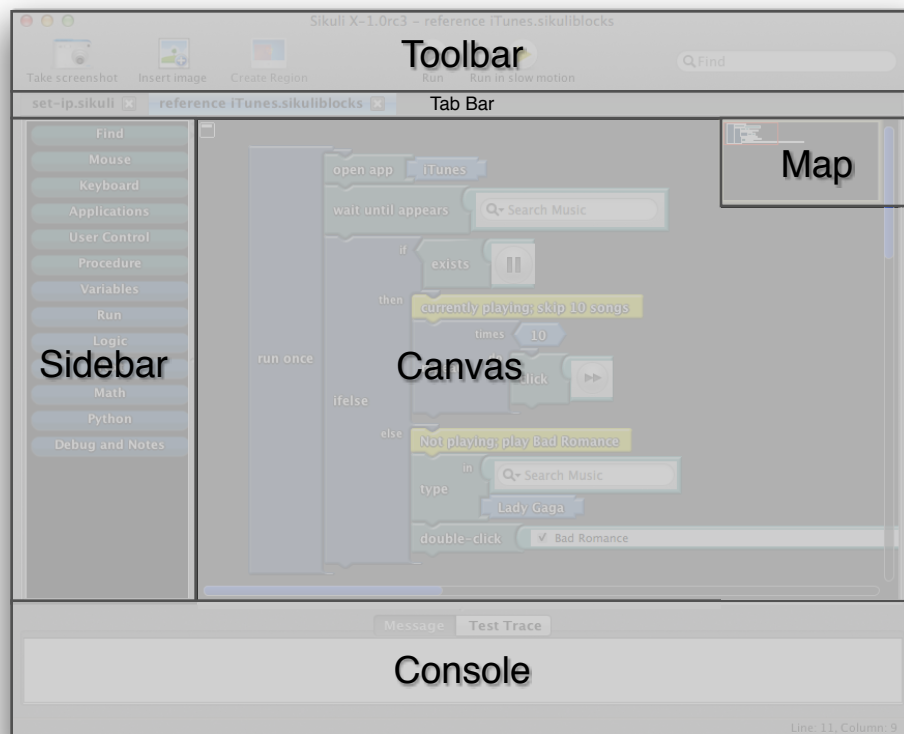 Sikuli X-1.0rc3 - reference iTunes.sikuliblocks
Toolbar
Take screenshot Insert image Create Region Run Run in slow motion Find
set-ip.sikuli reference iTunes.sikuliblocks Tab Bar
Find
Mouse
Keyboard
Applications
User Control
Procedure
Variables
Run
Logic
Sidebar
Math
Python
Debug and Notes
Map
open app iTunes
wait until appears Search Music
if exists
then currently playing: skip 10 songs
times 10
run once
Canvas
click
ifelse
else Not playing: play Bad Romance
in Search Music
type
Lady Gaga
double-click Bad Romance
Message Test Trace
Console
Line: 11, Column: 9